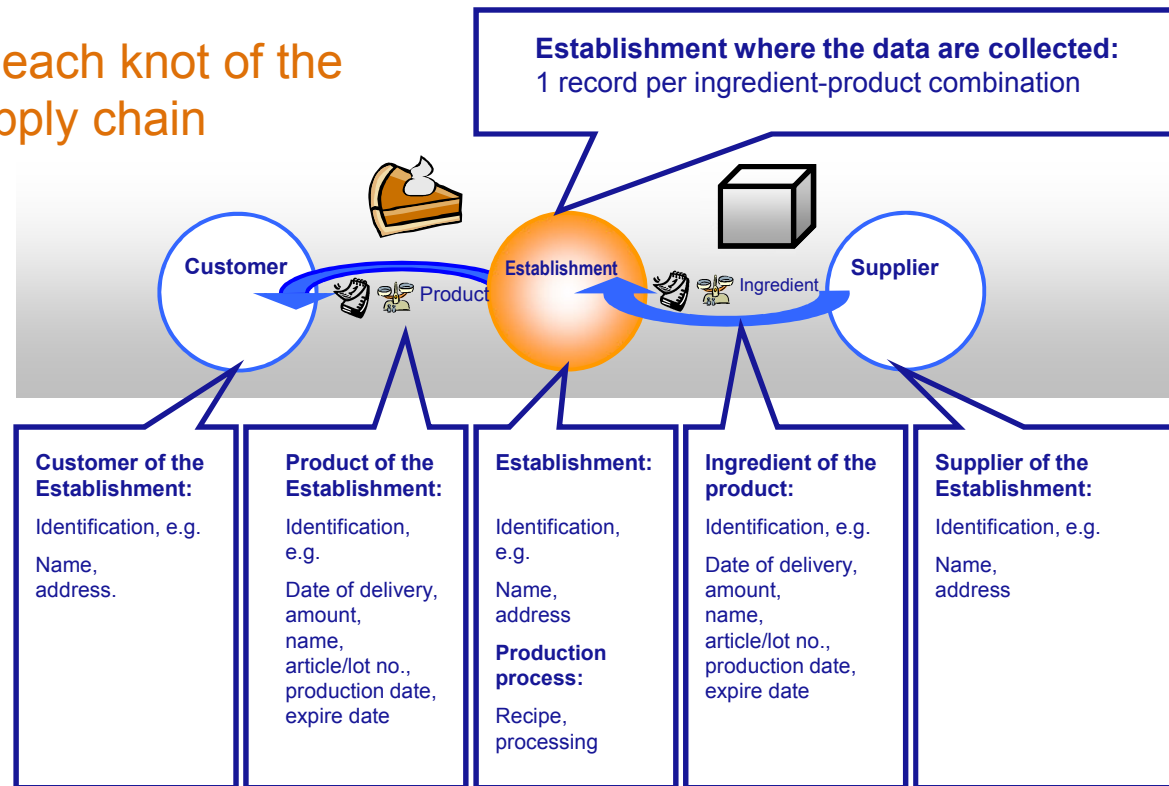 each knot of the
pply chain
Establishment where the data are collected:
1 record per ingredient-product combination
Customer
Product
Establishment
Ingredient
Supplier
Customer of the
Establishment:
Identification, e.g.
Name,
address.
Product of the
Establishment:
Identification,
e.g.
Date of delivery,
amount,
name,
article/lot no.,
production date,
expire date
Establishment:
Identification,
e.g.
Name,
address
Production
process:
Recipe,
processing
Ingredient of the
product:
Identification, e.g.
Date of delivery,
amount,
name,
article/lot no.,
production date,
expire date
Supplier of the
Establishment:
Identification, e.g.
Name,
address